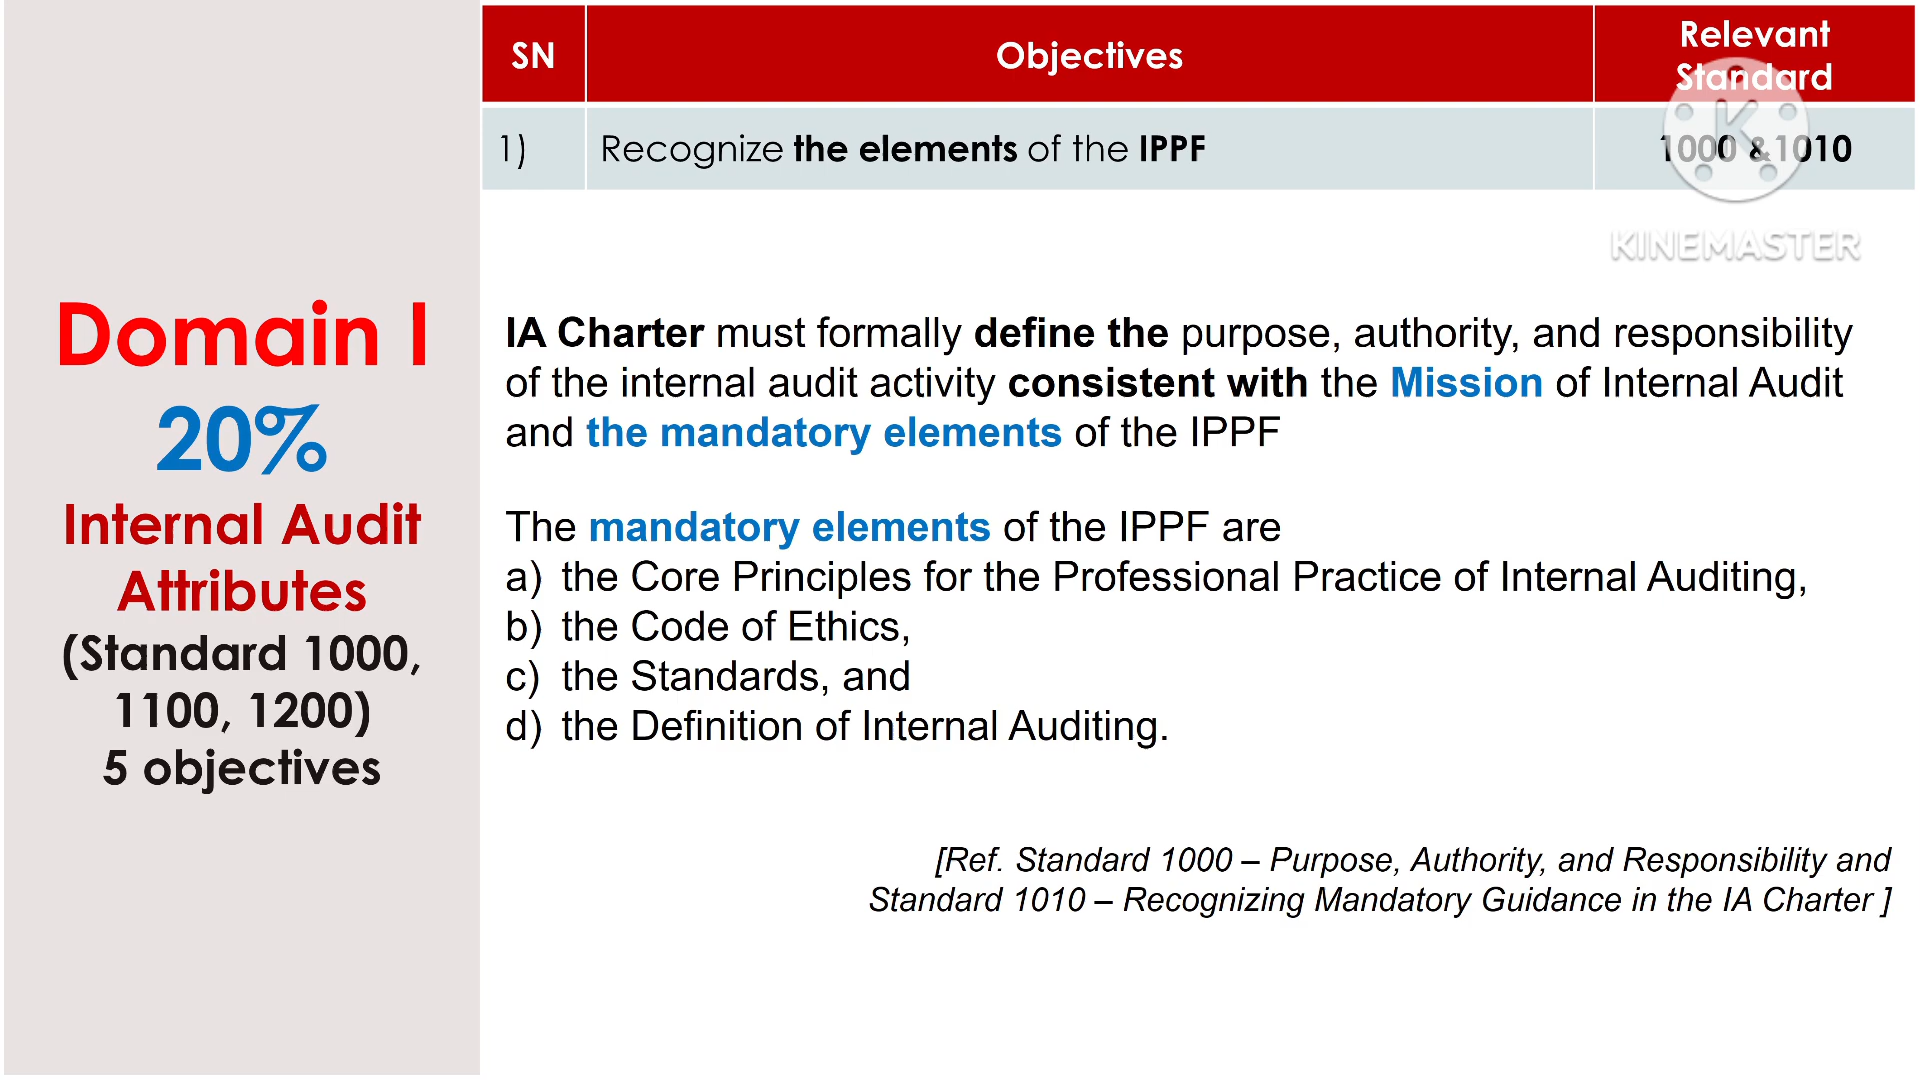 Domain I
20%
Internal Audit
Attributes
(Standard 1000,
1100, 1200)
5 objectives
SN
Objectives
Relevant
Standard
1)
Recognize the elements of the IPPF
1000 &1010
K
KINEMASTER
IA Charter must formally define the purpose, authority, and responsibility
of the internal audit activity consistent with the Mission of Internal Audit
and the mandatory elements of the IPPF
The mandatory elements of the IPPF are
a) the Core Principles for the Professional Practice of Internal Auditing,
b) the Code of Ethics,
c) the Standards, and
d) the Definition of Internal Auditing.
[Ref. Standard 1000 – Purpose, Authority, and Responsibility and
Standard 1010 – Recognizing Mandatory Guidance in the IA Charter ]